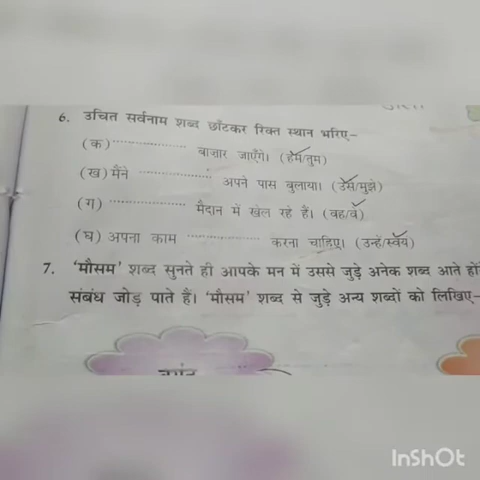 6. उचित सर्वनाम शब्द छाँटकर रिक्त स्थान भरिए–
(क) .................... बाज़ार जाएँगे। (हम/तुम)
(ख) मैंने .................... अपने पास बुलाया। (उसे/मुझे)
(ग) .................... मैदान में खेल रहे हैं। (वह/वे)
(घ) अपना काम .................... करना चाहिए। (उन्हें/स्वयं)
7. 'मौसम' शब्द सुनते ही आपके मन में उससे जुड़े अनेक शब्द आते हों
संबंध जोड़ पाते हैं। 'मौसम' शब्द से जुड़े अन्य शब्दों को लिखिए–
InShOt